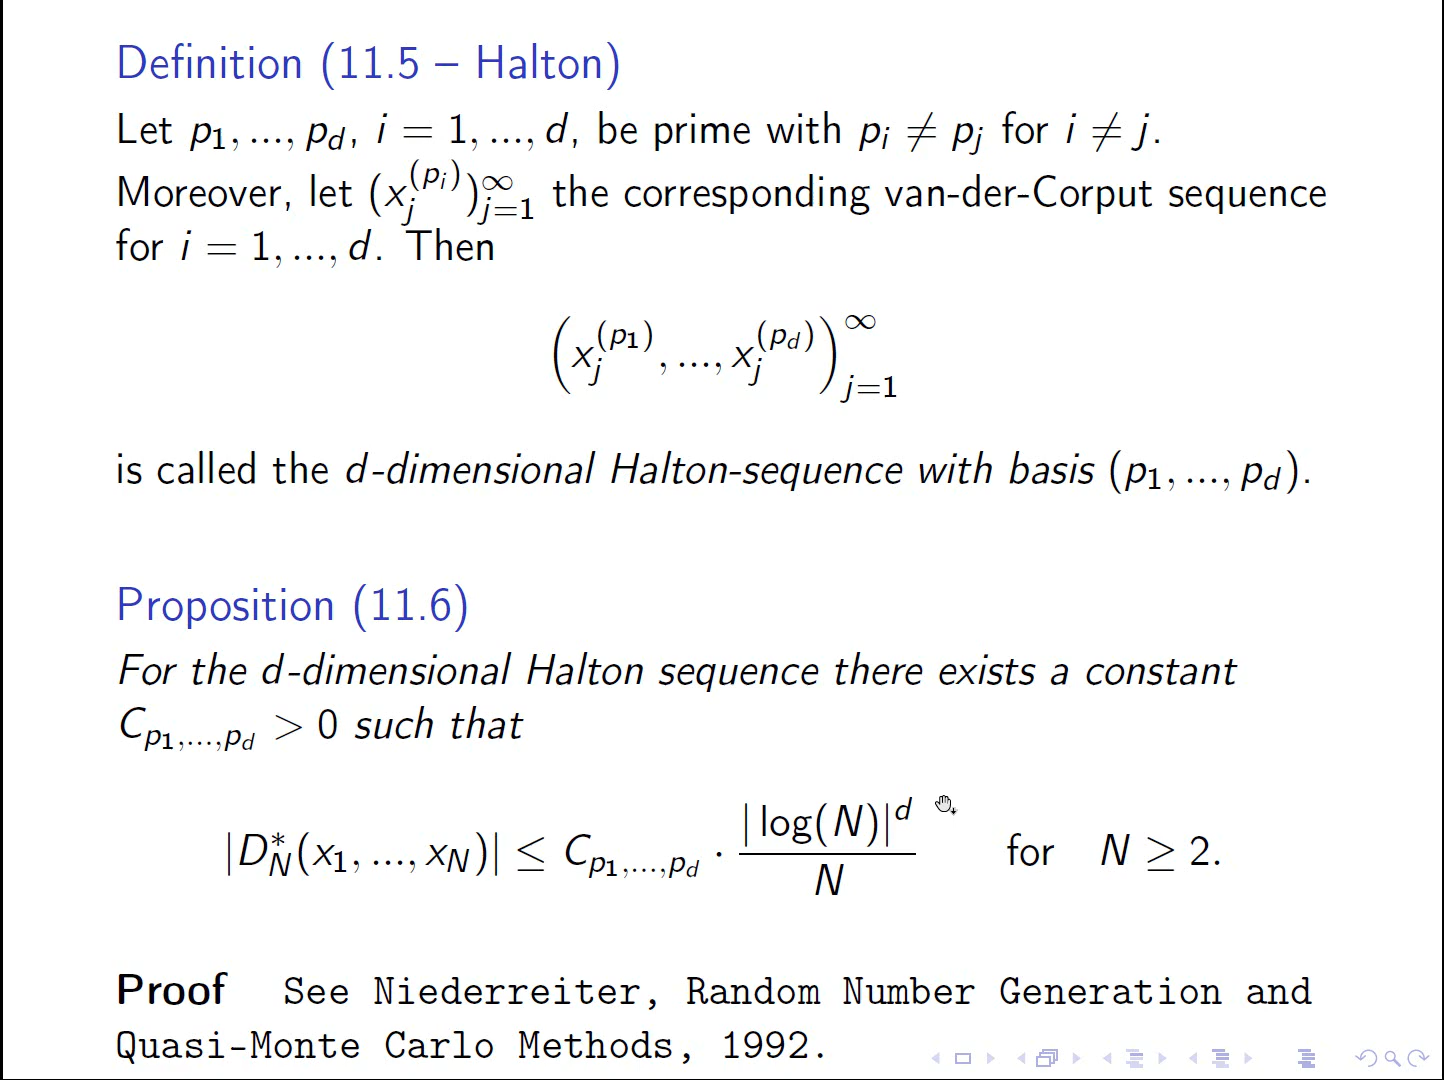 Definition (11.5 – Halton)
Let p₁, ..., p_d, i = 1, ..., d, be prime with pᵢ ≠ pⱼ for i ≠ j.
Moreover, let (x_j^{(p_i)})_{j=1}^∞ the corresponding van-der-Corput sequence
for i = 1, ..., d. Then
(x_j^{(p_1)}, ..., x_j^{(p_d)})_{j=1}^∞
is called the d-dimensional Halton-sequence with basis (p₁, ..., p_d).
Proposition (11.6)
For the d-dimensional Halton sequence there exists a constant
C_{p_1,...,p_d} > 0 such that
|D_N^*(x_1, ..., x_N)| ≤ C_{p_1,...,p_d} · |log(N)|^d / N for N ≥ 2.
Proof See Niederreiter, Random Number Generation and
Quasi-Monte Carlo Methods, 1992.